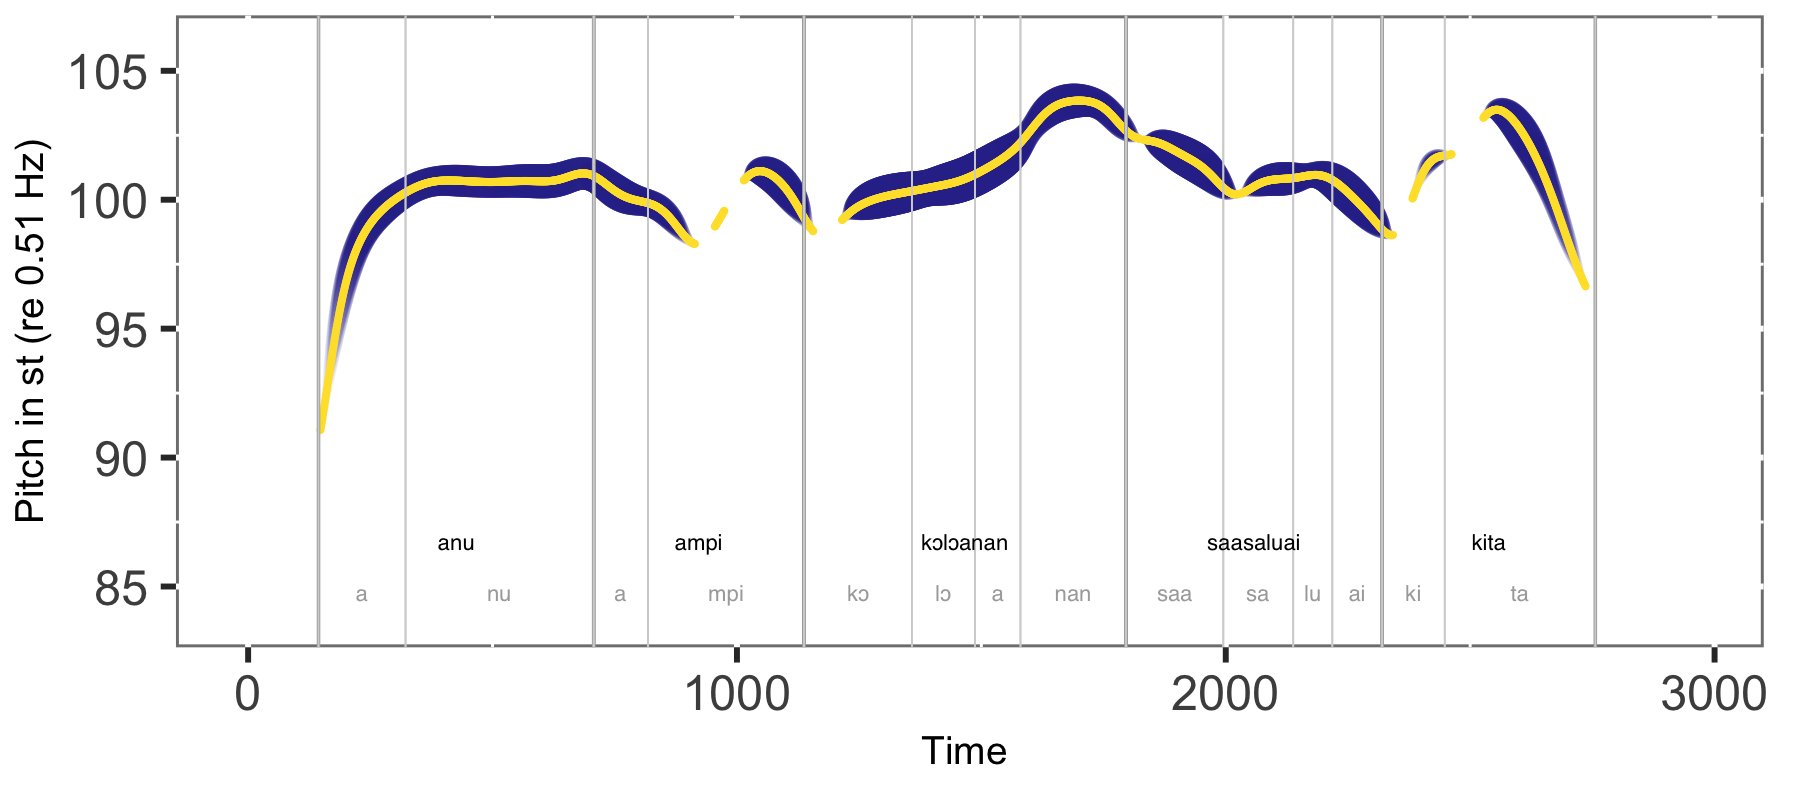 Pitch in st (re 0.51 Hz)
105
100
95
90
85
anu ampi kɔlɔanan saasaluai kita
a nu a mpi kɔ lɔ a nan saa sa lu ai ki ta
0 1000 2000 3000
Time